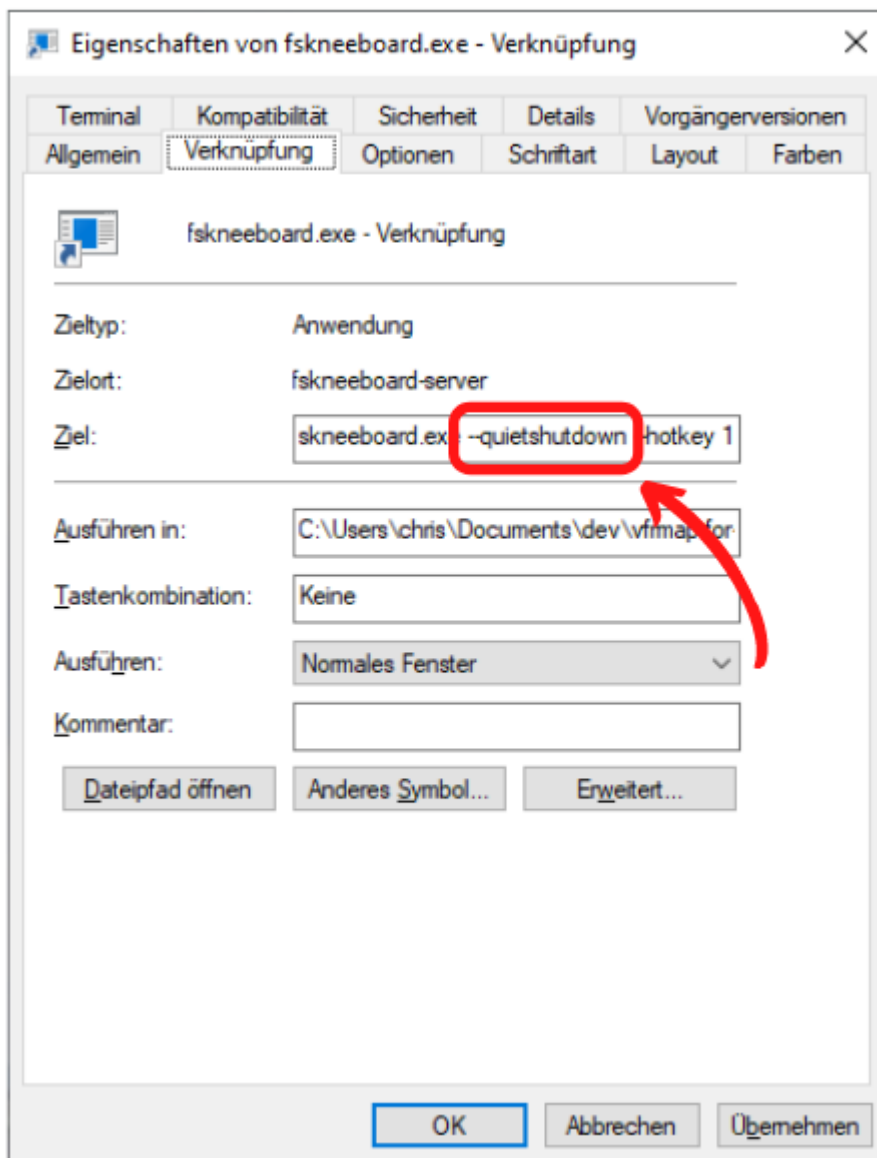 Eigenschaften von fskneeboard.exe - Verknüpfung
Terminal Kompatibilität Sicherheit Details Vorgängerversionen
Allgemein Verknüpfung Optionen Schriftart Layout Farben
fskneeboard.exe - Verknüpfung
Zieltyp: Anwendung
Zielort: fskneeboard-server
Ziel: skneeboard.exe --quietshutdown -hotkey 1
Ausführen in: C:\Users\chris\Documents\dev\vfrmap-for-
Tastenkombination: Keine
Ausführen: Normales Fenster
Kommentar:
Dateipfad öffnen Anderes Symbol... Erweitert...
OK Abbrechen Übernehmen